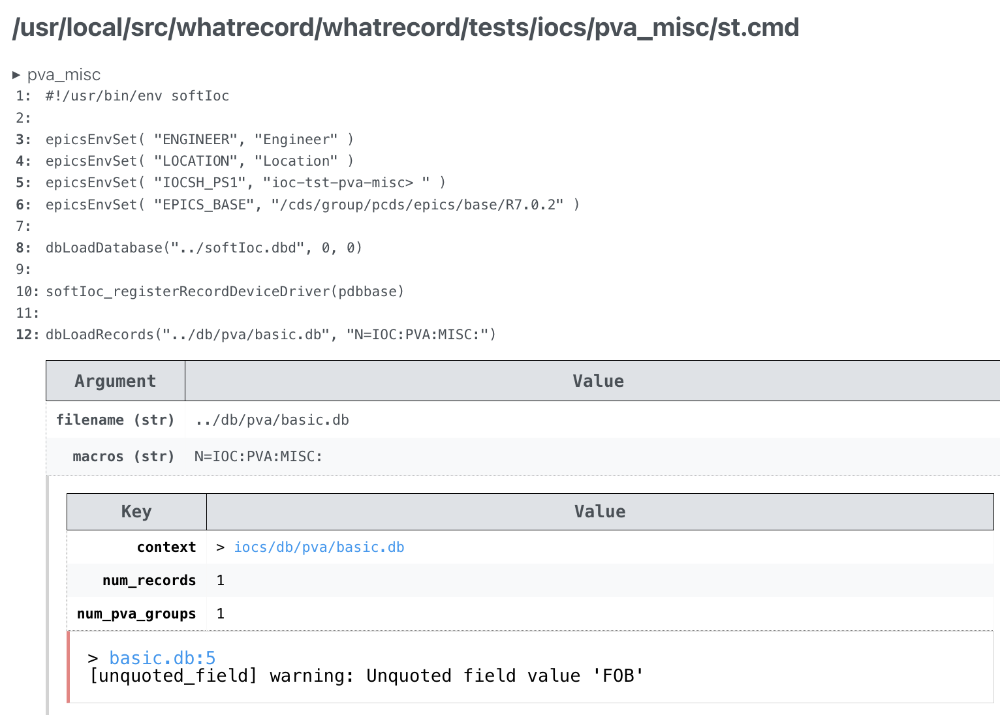 /usr/local/src/whatrecord/whatrecord/tests/iocs/pva_misc/st.cmd
▶ pva_misc
1: #!/usr/bin/env softIoc
2:
3: epicsEnvSet( "ENGINEER", "Engineer" )
4: epicsEnvSet( "LOCATION", "Location" )
5: epicsEnvSet( "IOCSH_PS1", "ioc-tst-pva-misc> " )
6: epicsEnvSet( "EPICS_BASE", "/cds/group/pcds/epics/base/R7.0.2" )
7:
8: dbLoadDatabase("../softIoc.dbd", 0, 0)
9:
10: softIoc_registerRecordDeviceDriver(pdbbase)
11:
12: dbLoadRecords("../db/pva/basic.db", "N=IOC:PVA:MISC:")
Argument Value
filename (str) ../db/pva/basic.db
macros (str) N=IOC:PVA:MISC:
Key Value
context > iocs/db/pva/basic.db
num_records 1
num_pva_groups 1
> basic.db:5
[unquoted_field] warning: Unquoted field value 'FOB'